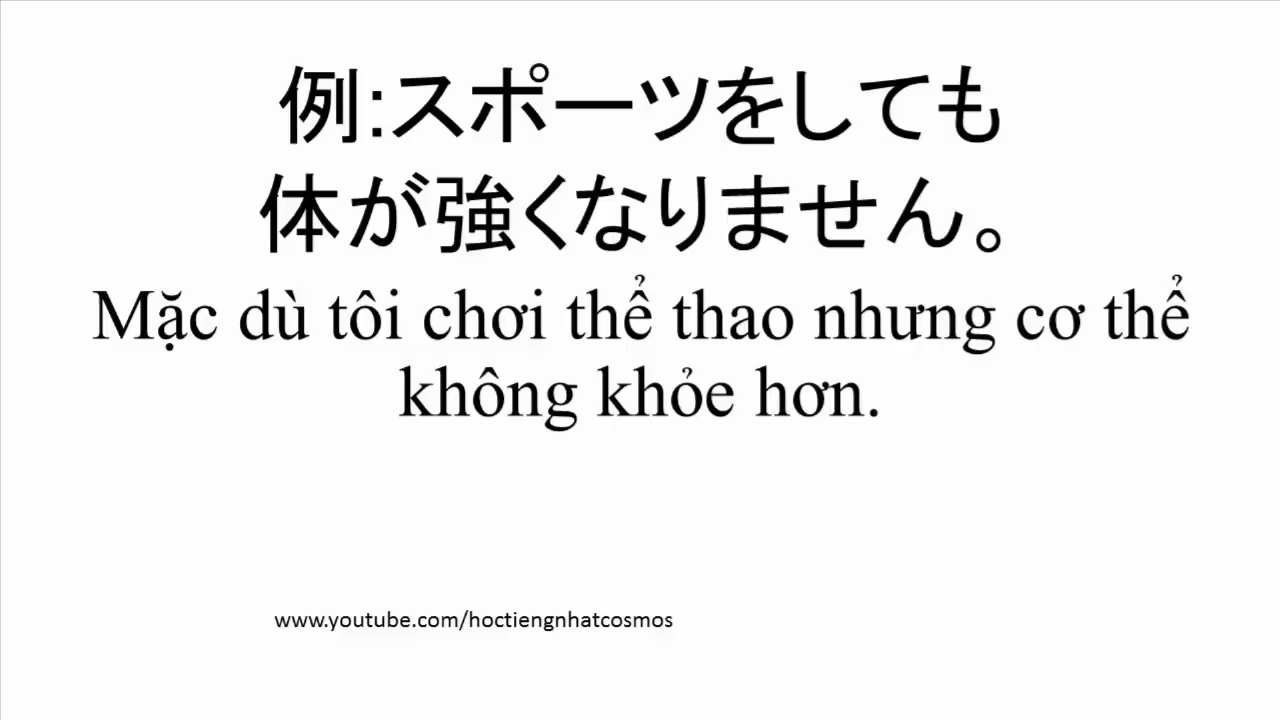 例:スポーツをしても
体が強くなりません。
Mặc dù tôi chơi thể thao nhưng cơ thể
không khỏe hơn.
www.youtube.com/hoctiengnhatcosmos